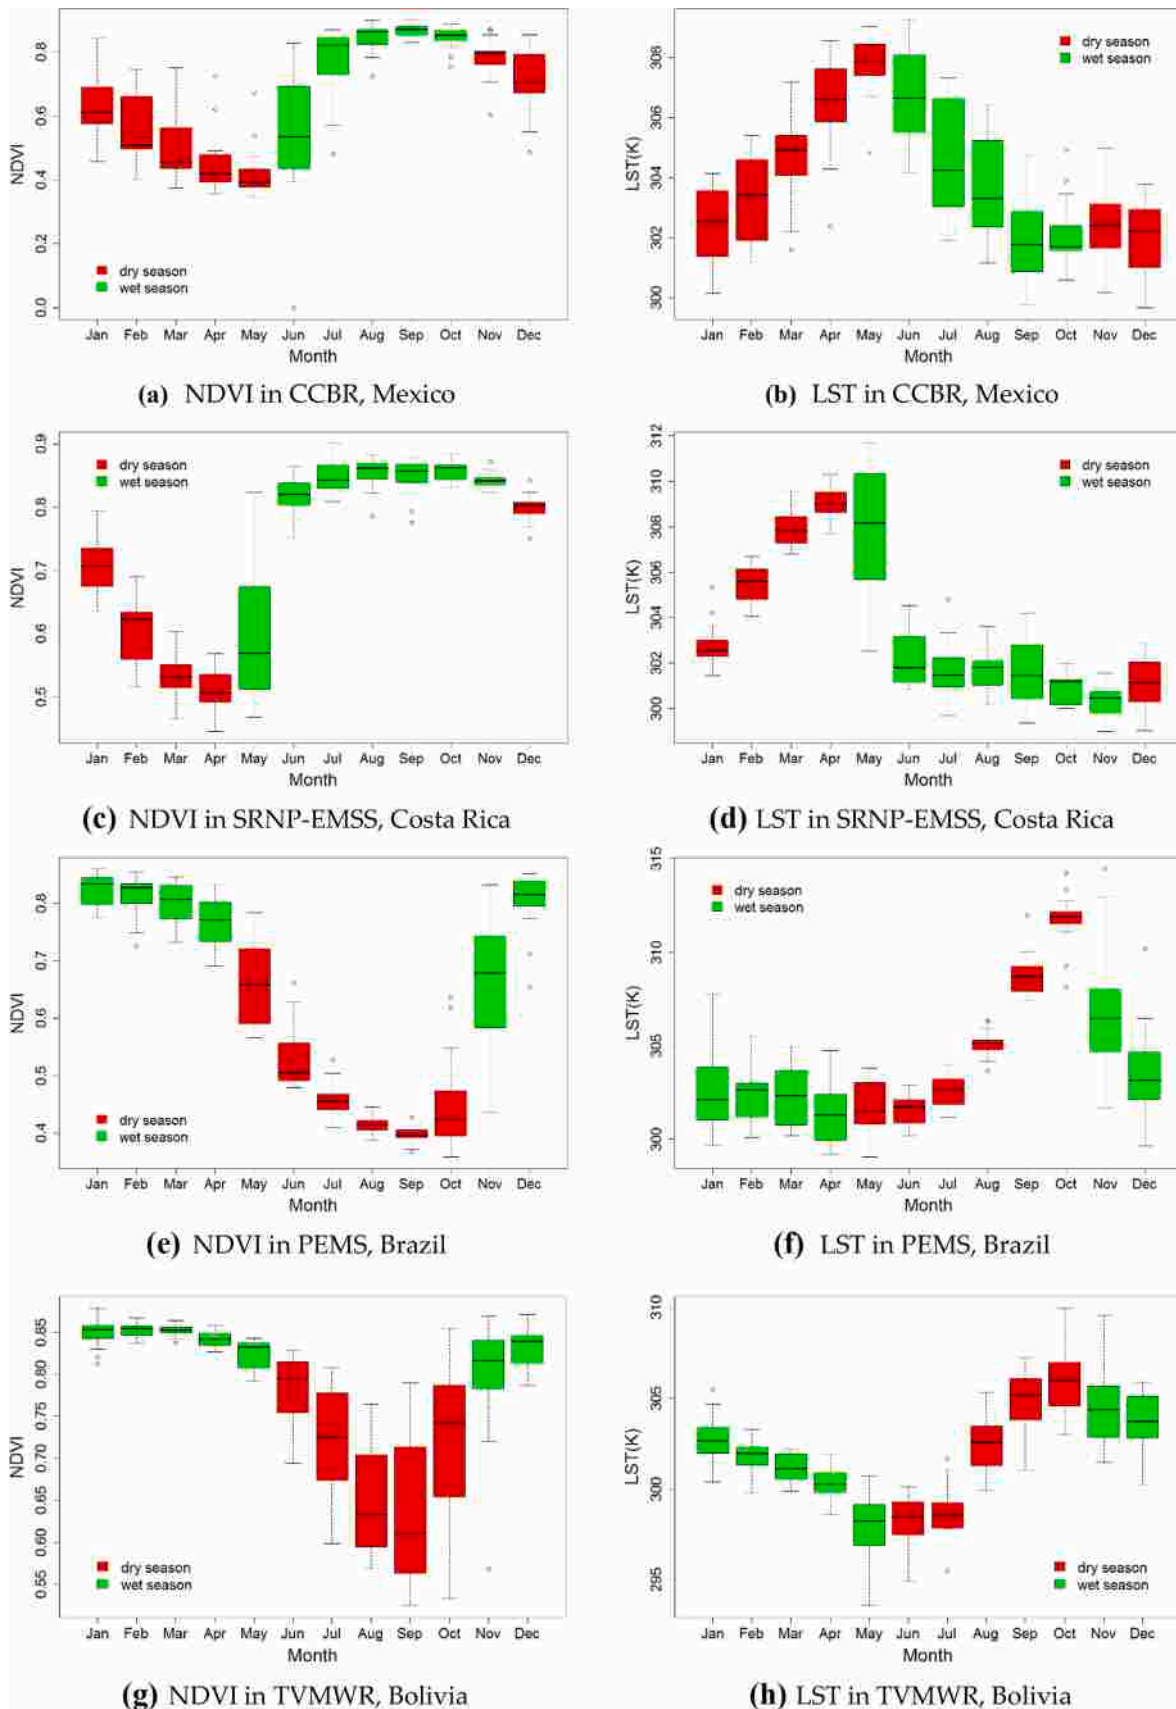 NDVI
0.8
0.6
0.4
0.2
0.0
dry season
wet season
Jan Feb Mar Apr May Jun Jul Aug Sep Oct Nov Dec
Month
(a) NDVI in CCBR, Mexico
LST(K)
308
306
304
302
300
dry season
wet season
Jan Feb Mar Apr May Jun Jul Aug Sep Oct Nov Dec
Month
(b) LST in CCBR, Mexico
NDVI
0.9
0.8
0.7
0.6
0.5
dry season
wet season
Jan Feb Mar Apr May Jun Jul Aug Sep Oct Nov Dec
Month
(c) NDVI in SRNP-EMSS, Costa Rica
LST(K)
312
310
308
306
304
302
300
dry season
wet season
Jan Feb Mar Apr May Jun Jul Aug Sep Oct Nov Dec
Month
(d) LST in SRNP-EMSS, Costa Rica
NDVI
0.8
0.7
0.6
0.5
0.4
dry season
wet season
Jan Feb Mar Apr May Jun Jul Aug Sep Oct Nov Dec
Month
(e) NDVI in PEMS, Brazil
LST(K)
315
310
305
300
dry season
wet season
Jan Feb Mar Apr May Jun Jul Aug Sep Oct Nov Dec
Month
(f) LST in PEMS, Brazil
NDVI
0.85
0.80
0.75
0.70
0.65
0.60
0.55
dry season
wet season
Jan Feb Mar Apr May Jun Jul Aug Sep Oct Nov Dec
Month
(g) NDVI in TVMWR, Bolivia
LST(K)
310
305
300
295
dry season
wet season
Jan Feb Mar Apr May Jun Jul Aug Sep Oct Nov Dec
Month
(h) LST in TVMWR, Bolivia